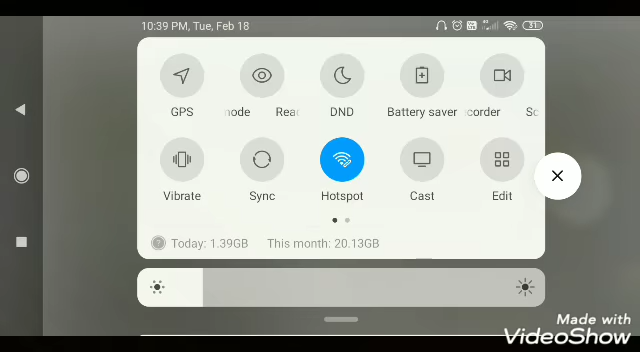 10:39 PM, Tue, Feb 18
31
GPS
node Rea
DND
Battery saver
corder Sc
Vibrate
Sync
Hotspot
Cast
Edit
Today: 1.39GB This month: 20.13GB
Made with
VideoShow